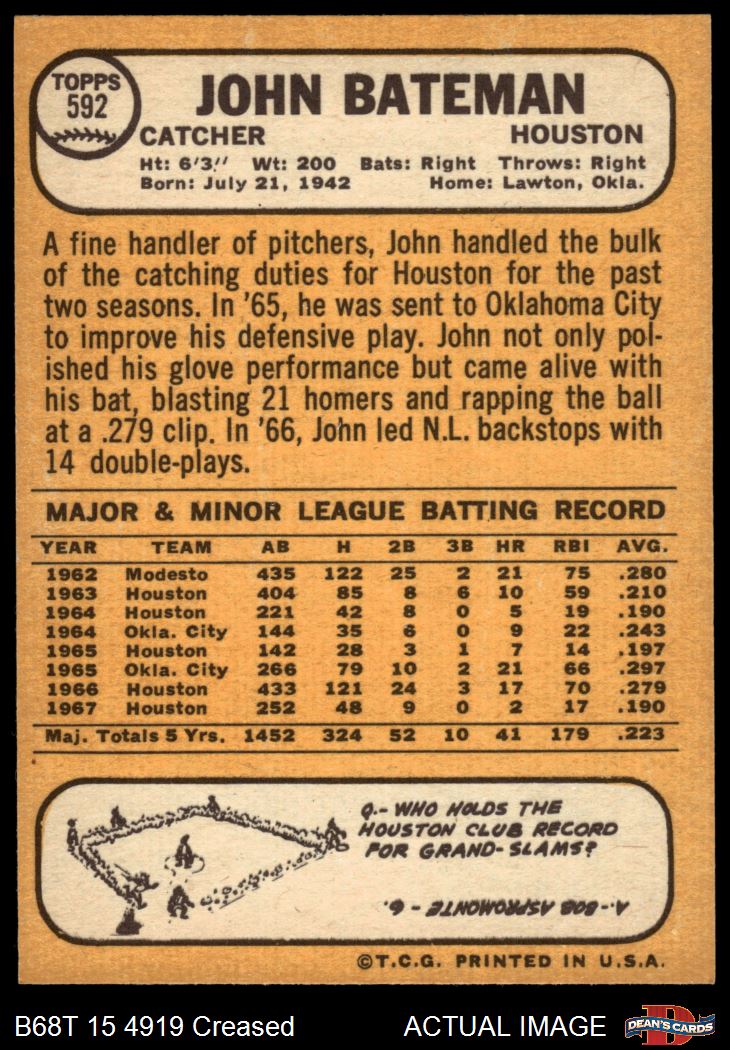 TOPPS
592
JOHN BATEMAN
CATCHER HOUSTON
Ht: 6'3" Wt: 200 Bats: Right Throws: Right
Born: July 21, 1942 Home: Lawton, Okla.
A fine handler of pitchers, John handled the bulk
of the catching duties for Houston for the past
two seasons. In '65, he was sent to Oklahoma City
to improve his defensive play. John not only pol-
ished his glove performance but came alive with
his bat, blasting 21 homers and rapping the ball
at a .279 clip. In '66, John led N.L. backstops with
14 double-plays.
MAJOR & MINOR LEAGUE BATTING RECORD
YEAR TEAM AB H 2B 3B HR RBI AVG.
1962 Modesto 435 122 25 2 21 75 .280
1963 Houston 404 85 8 6 10 59 .210
1964 Houston 221 42 8 0 5 19 .190
1964 Okla. City 144 35 6 0 9 22 .243
1965 Houston 142 28 3 1 7 14 .197
1965 Okla. City 266 79 10 2 21 66 .297
1966 Houston 433 121 24 3 17 70 .279
1967 Houston 252 48 9 0 2 17 .190
Maj. Totals 5 Yrs. 1452 324 52 10 41 179 .223
Q.- WHO HOLDS THE
HOUSTON CLUB RECORD
FOR GRAND-SLAMS?
A.- BOB ASPROMONTE - 6.
©T.C.G. PRINTED IN U.S.A.
B68T 15 4919 Creased ACTUAL IMAGE
D
DEAN'S CARDS